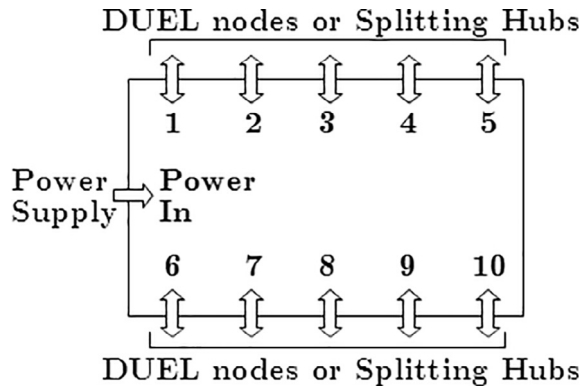 DUEL nodes or Splitting Hubs
1 2 3 4 5
Power Supply
Power In
6 7 8 9 10
DUEL nodes or Splitting Hubs